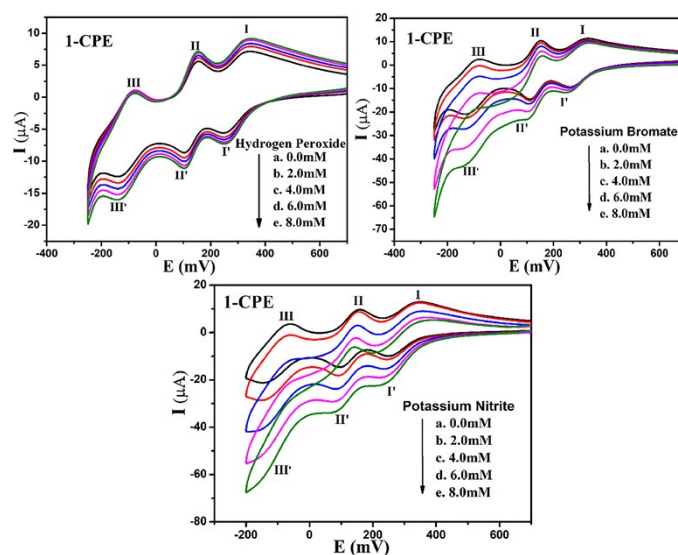 1-CPE
I
II
III
Hydrogen Peroxide
a. 0.0mM
b. 2.0mM
c. 4.0mM
d. 6.0mM
e. 8.0mM
I'
II'
III'
I (μA)
10
5
0
-5
-10
-15
-20
-400
-200
0
200
400
600
E (mV)
1-CPE
I
II
III
I'
II'
III'
Potassium Bromate
a. 0.0mM
b. 2.0mM
c. 4.0mM
d. 6.0mM
e. 8.0mM
I (μA)
20
10
0
-10
-20
-30
-40
-50
-60
-70
-400
-200
0
200
400
600
E (mV)
1-CPE
I
II
III
I'
II'
III'
Potassium Nitrite
a. 0.0mM
b. 2.0mM
c. 4.0mM
d. 6.0mM
e. 8.0mM
I (μA)
20
0
-20
-40
-60
-80
-200
0
200
400
600
E (mV)